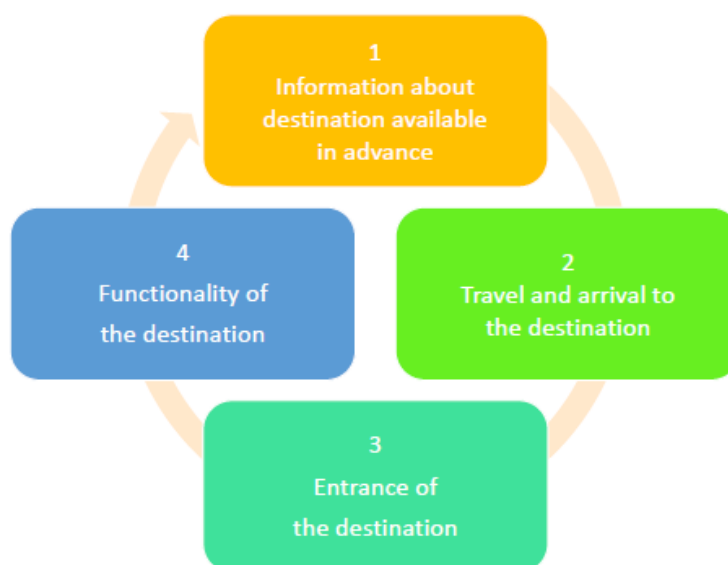 1
Information about
destination available
in advance
2
Travel and arrival to
the destination
3
Entrance of
the destination
4
Functionality of
the destination